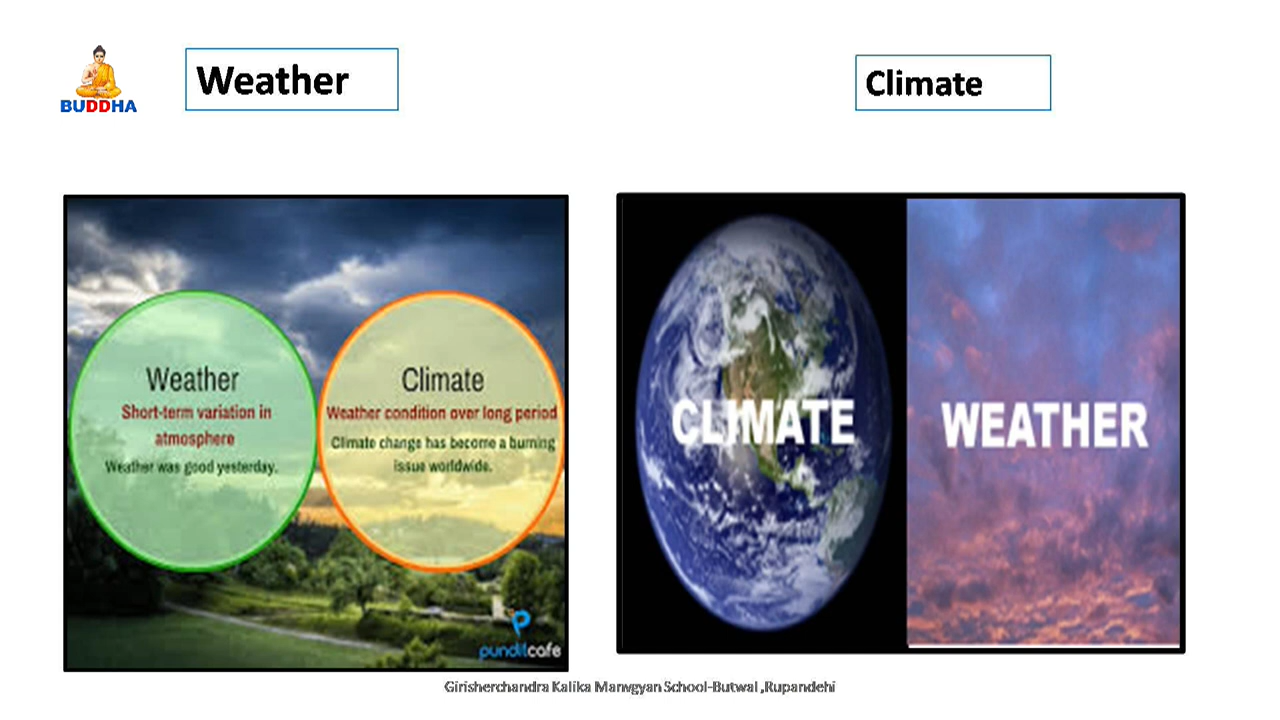 BUDDHA
Weather
Climate
Weather
Short-term variation in
atmosphere
Weather was good yesterday.
Climate
Weather condition over long period
Climate change has become a burning
issue worldwide.
punditcafe
CLIMATE
WEATHER
Girisherchandra Kalika Manvgyan School-Butwal ,Rupandehi